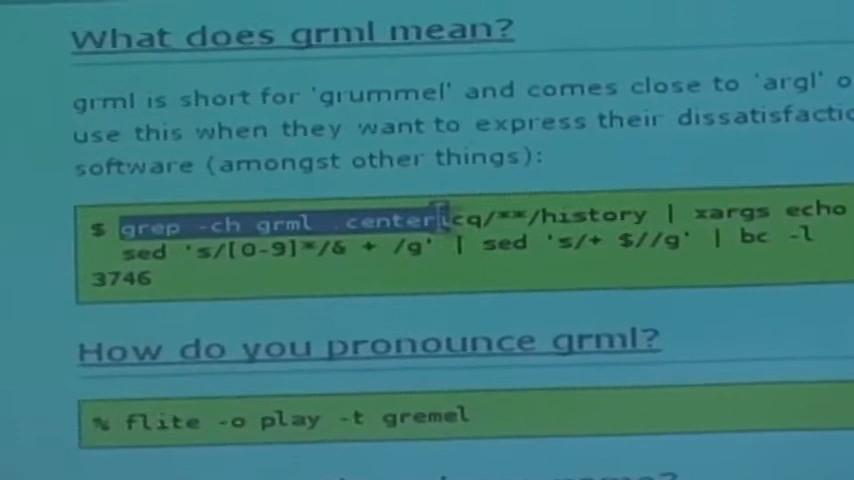 What does grml mean?
grml is short for 'grummel' and comes close to 'argl'
use this when they want to express their
software (amongst other things):
$ grep -ch grml .centericq/**/history | xargs echo
sed 's/[0-9]*/& + /g' | sed 's/+ $//g' | bc -l
3746
How do you pronounce grml?
% flite -o play -t gremel